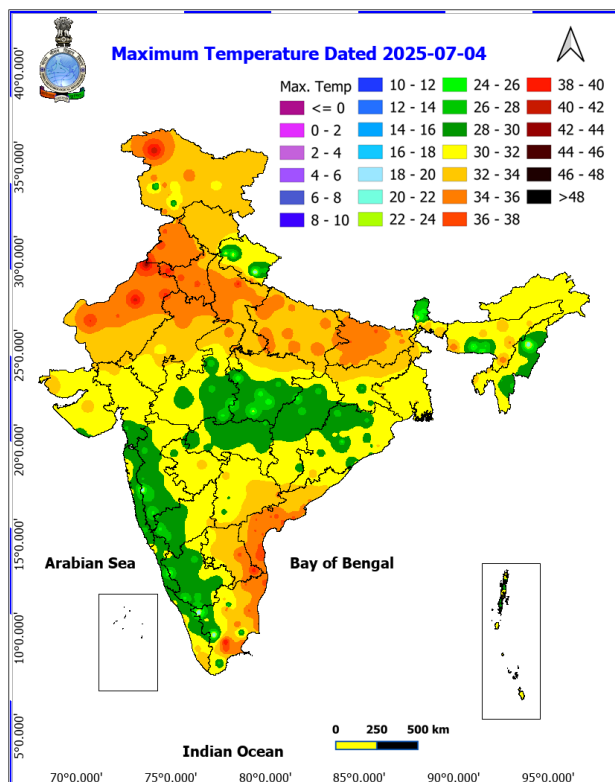 Maximum Temperature Dated 2025-07-04
Max. Temp
<= 0
0 - 2
2 - 4
4 - 6
6 - 8
8 - 10
10 - 12
12 - 14
14 - 16
16 - 18
18 - 20
20 - 22
22 - 24
24 - 26
26 - 28
28 - 30
30 - 32
32 - 34
34 - 36
36 - 38
38 - 40
40 - 42
42 - 44
44 - 46
46 - 48
>48
40°0.000'
35°0.000'
30°0.000'
25°0.000'
20°0.000'
15°0.000'
10°0.000'
5°0.000'
Arabian Sea
Bay of Bengal
Indian Ocean
0 250 500 km
70°0.000' 75°0.000' 80°0.000' 85°0.000' 90°0.000' 95°0.000'